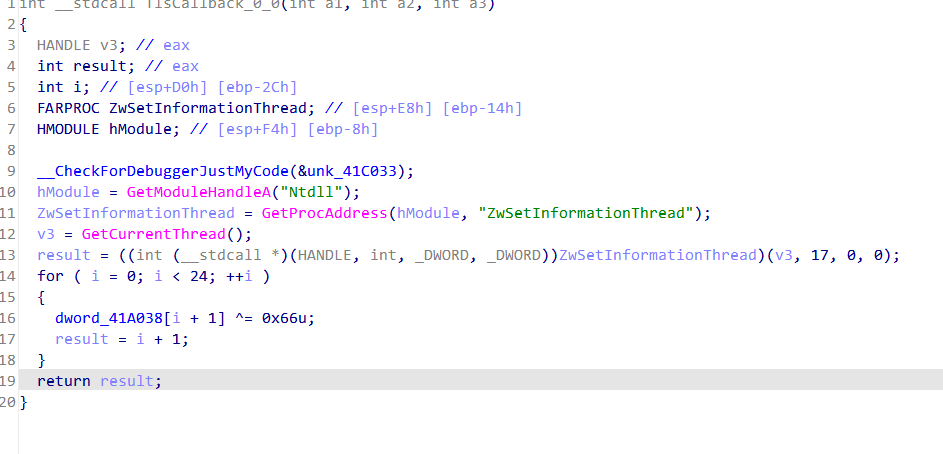 1 int __stdcall TlsCallback_0_0(int a1, int a2, int a3)
2 {
3 HANDLE v3; // eax
4 int result; // eax
5 int i; // [esp+D0h] [ebp-2Ch]
6 FARPROC ZwSetInformationThread; // [esp+E8h] [ebp-14h]
7 HMODULE hModule; // [esp+F4h] [ebp-8h]
8
9 __CheckForDebuggerJustMyCode(&unk_41C033);
10 hModule = GetModuleHandleA("Ntdll");
11 ZwSetInformationThread = GetProcAddress(hModule, "ZwSetInformationThread");
12 v3 = GetCurrentThread();
13 result = ((int (__stdcall *)(HANDLE, int, _DWORD, _DWORD))ZwSetInformationThread)(v3, 17, 0, 0);
14 for ( i = 0; i < 24; ++i )
15 {
16 dword_41A038[i + 1] ^= 0x66u;
17 result = i + 1;
18 }
19 return result;
20 }